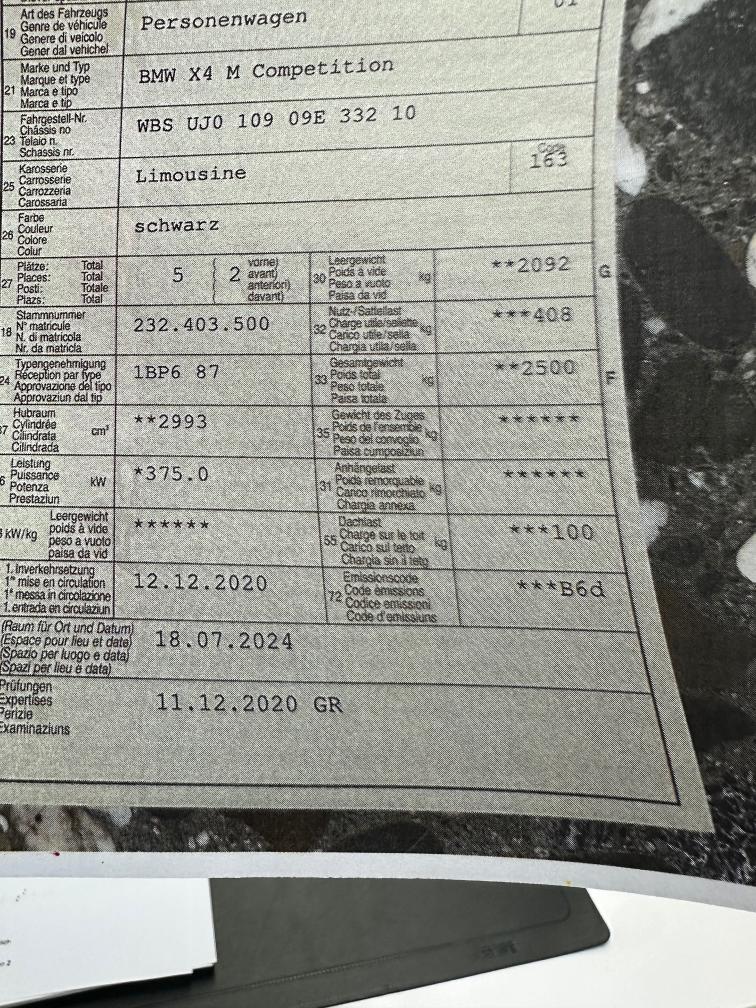 19 Art des Fahrzeugs
Genre de véhicule
Genere di veicolo
Gener dal vehichel
Personenwagen
21 Marke und Typ
Marque et type
Marca e tipo
Marca e tip
BMW X4 M Competition
23 Fahrgestell-Nr.
Châssis no
Telaio n.
Schassis nr.
WBS UJ0 109 09E 332 10
25 Karosserie
Carrosserie
Carrozzeria
Carossaria
Limousine
Code
163
26 Farbe
Couleur
Colore
Colur
schwarz
27 Plätze: Total
Places: Total
Posti: Totale
Plazs: Total
5
2
vorne)
avant)
anteriori)
davant)
30 Leergewicht
Poids à vide
Peso a vuoto
Paisa da vid
kg
**2092
G
18 Stammnummer
N° matricule
N. di matricola
Nr. da matricla
232.403.500
32 Nutz-/Sattellast
Charge utile/sellette
Carico utile/sella
Chargia utila/sella
kg
***408
24 Typengenehmigung
Réception par type
Approvazione del tipo
Approvaziun dal tip
1BP6 87
33 Gesamtgewicht
Poids total
Peso totale
Paisa totala
kg
**2500
F
37 Hubraum
Cylindrée
Cilindrata
Cilindrada
cm³
**2993
35 Gewicht des Zuges
Poids de l'ensemble
Peso del convoglio
Paisa cumposiziun
kg
******
6 Leistung
Puissance
Potenza
Prestaziun
kW
*375.0
31 Anhängelast
Poids remorquable
Carico rimorchiato
Chargia annexa
kg
******
kW/kg Leergewicht
poids à vide
peso a vuoto
paisa da vid
******
55 Dachlast
Charge sur le toit
Carico sul tetto
Chargia sin il tetg
kg
***100
1. Inverkehrsetzung
1re mise en circulation
1a messa in circolazione
1. entrada en circulaziun
12.12.2020
72 Emissionscode
Code émissions
Codice emissioni
Code d'emissiuns
***B6d
(Raum für Ort und Datum)
(Espace pour lieu et date)
(Spazio per luogo e data)
(Spazi per lieu e data)
18.07.2024
Prüfungen
Expertises
Perizie
Examinaziuns
11.12.2020 GR